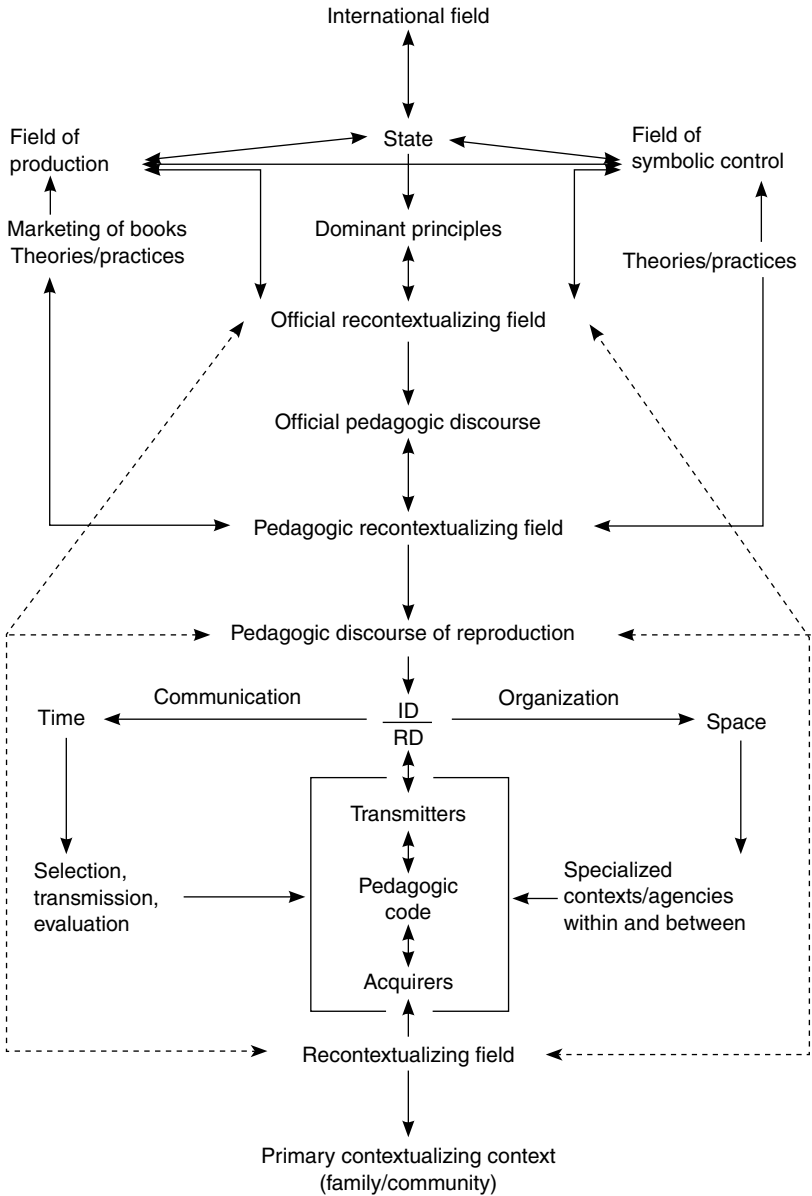 International field
Field of
production
State
Field of
symbolic control
Marketing of books
Theories/practices
Dominant principles
Theories/practices
Official recontextualizing field
Official pedagogic discourse
Pedagogic recontextualizing field
Pedagogic discourse of reproduction
Communication
Organization
Time
ID
RD
Space
Transmitters
Selection,
transmission,
evaluation
Pedagogic
code
Specialized
contexts/agencies
within and between
Acquirers
Recontextualizing field
Primary contextualizing context
(family/community)